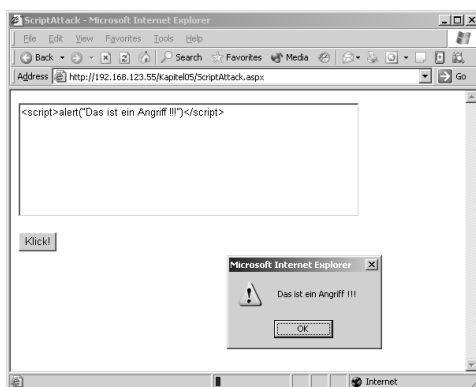 ScriptAttack - Microsoft Internet Explorer
File Edit View Favorites Tools Help
Back Search Favorites Media
Address http://192.168.123.55/Kapitel05/ScriptAttack.aspx Go
<script>alert("Das ist ein Angriff !!!")</script>
Klick!
Microsoft Internet Explorer
Das ist ein Angriff !!!
OK
Internet